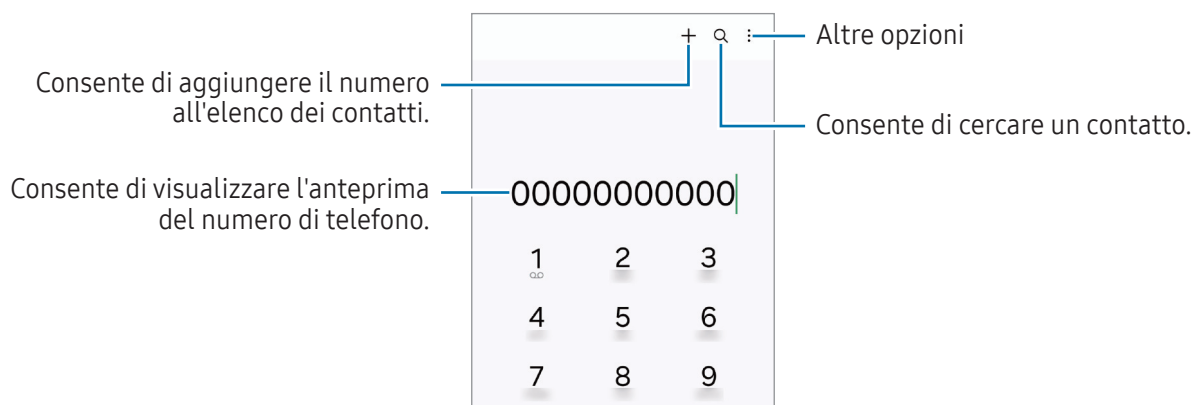 +
Altre opzioni
Consente di aggiungere il numero
all'elenco dei contatti.
Consente di cercare un contatto.
Consente di visualizzare l'anteprima
del numero di telefono.
00000000000
1 2 3
4 5 6
7 8 9